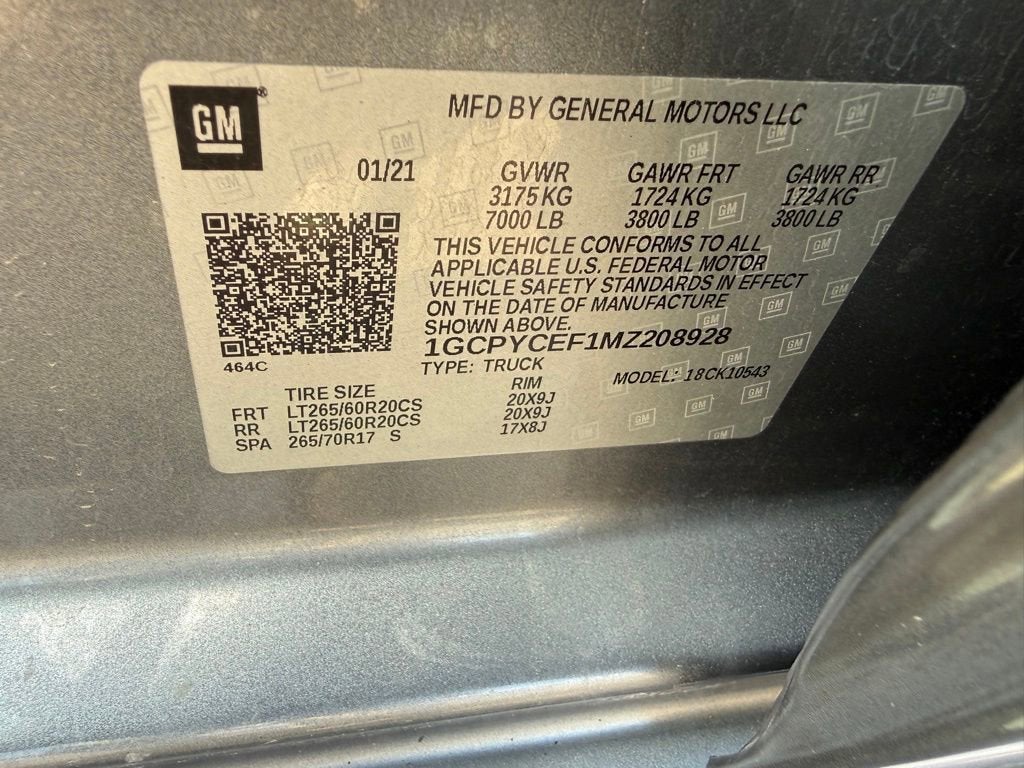 GM
MFD BY GENERAL MOTORS LLC
01/21
GVWR GAWR FRT GAWR RR
3175 KG 1724 KG 1724 KG
7000 LB 3800 LB 3800 LB
THIS VEHICLE CONFORMS TO ALL
APPLICABLE U.S. FEDERAL MOTOR
VEHICLE SAFETY STANDARDS IN EFFECT
ON THE DATE OF MANUFACTURE
SHOWN ABOVE.
1GCPYCEF1MZ208928
464C
TYPE: TRUCK
MODEL: 18CK10543
TIRE SIZE RIM
FRT LT265/60R20CS 20X9J
RR LT265/60R20CS 20X9J
SPA 265/70R17 S 17X8J